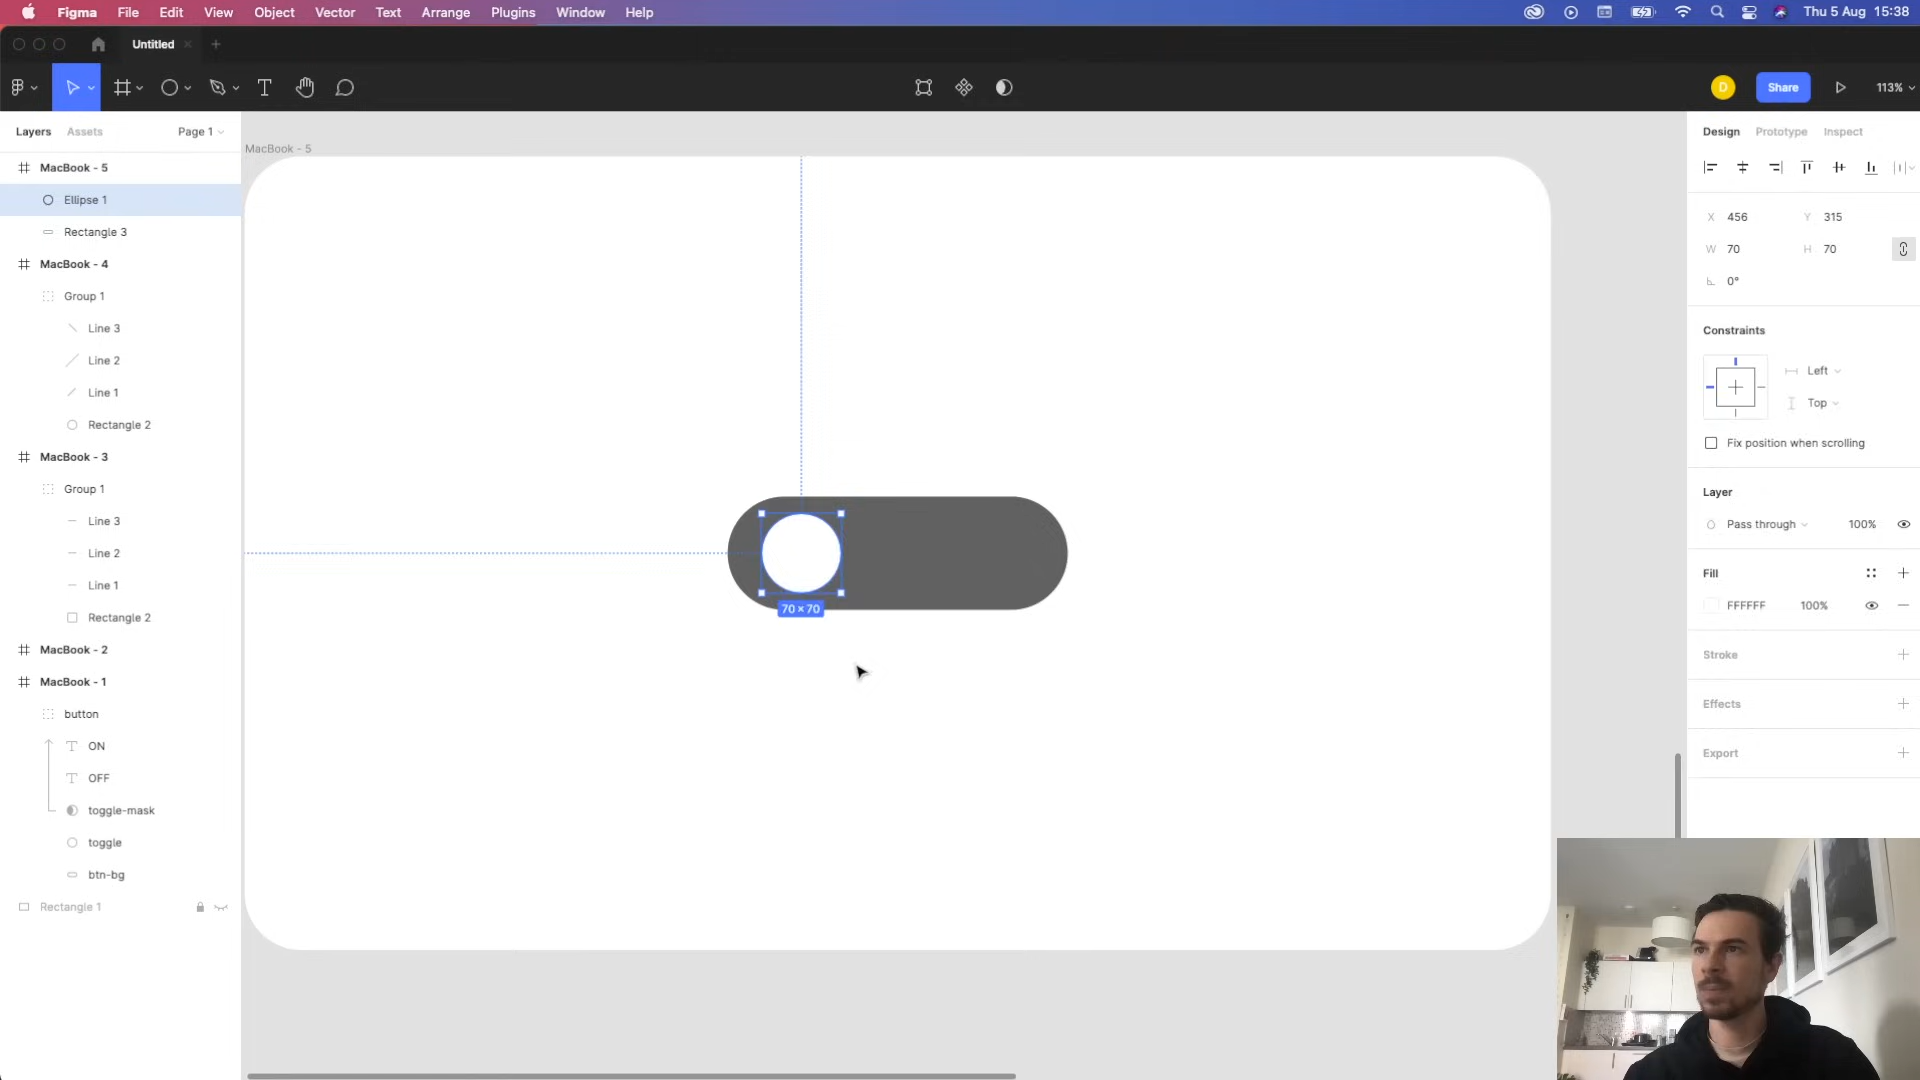 Figma File Edit View Object Vector Text Arrange Plugins Window Help Thu 5 Aug 15:38
Untitled
D Share 113%
Layers Assets Page 1
MacBook - 5
Ellipse 1
Rectangle 3
MacBook - 4
Group 1
Line 3
Line 2
Line 1
Rectangle 2
MacBook - 3
Group 1
Line 3
Line 2
Line 1
Rectangle 2
MacBook - 2
MacBook - 1
button
ON
OFF
toggle-mask
toggle
btn-bg
Rectangle 1
MacBook - 5
70 × 70
Design Prototype Inspect
X 456 Y 315
W 70 H 70
0°
Constraints
Left
Top
Fix position when scrolling
Layer
Pass through 100%
Fill
FFFFFF 100%
Stroke
Effects
Export